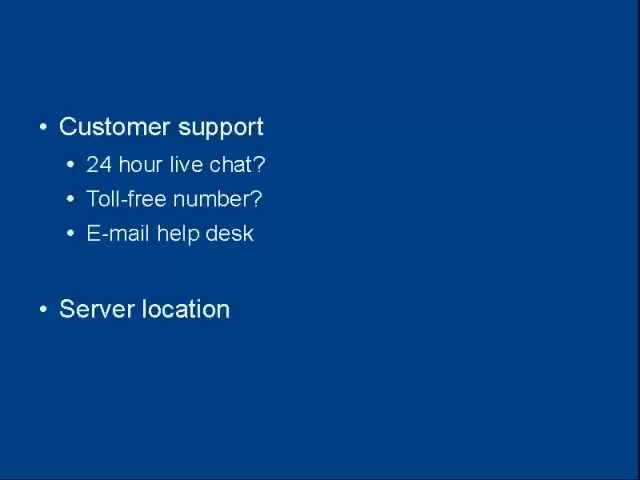 • Customer support
• 24 hour live chat?
• Toll-free number?
• E-mail help desk
• Server location